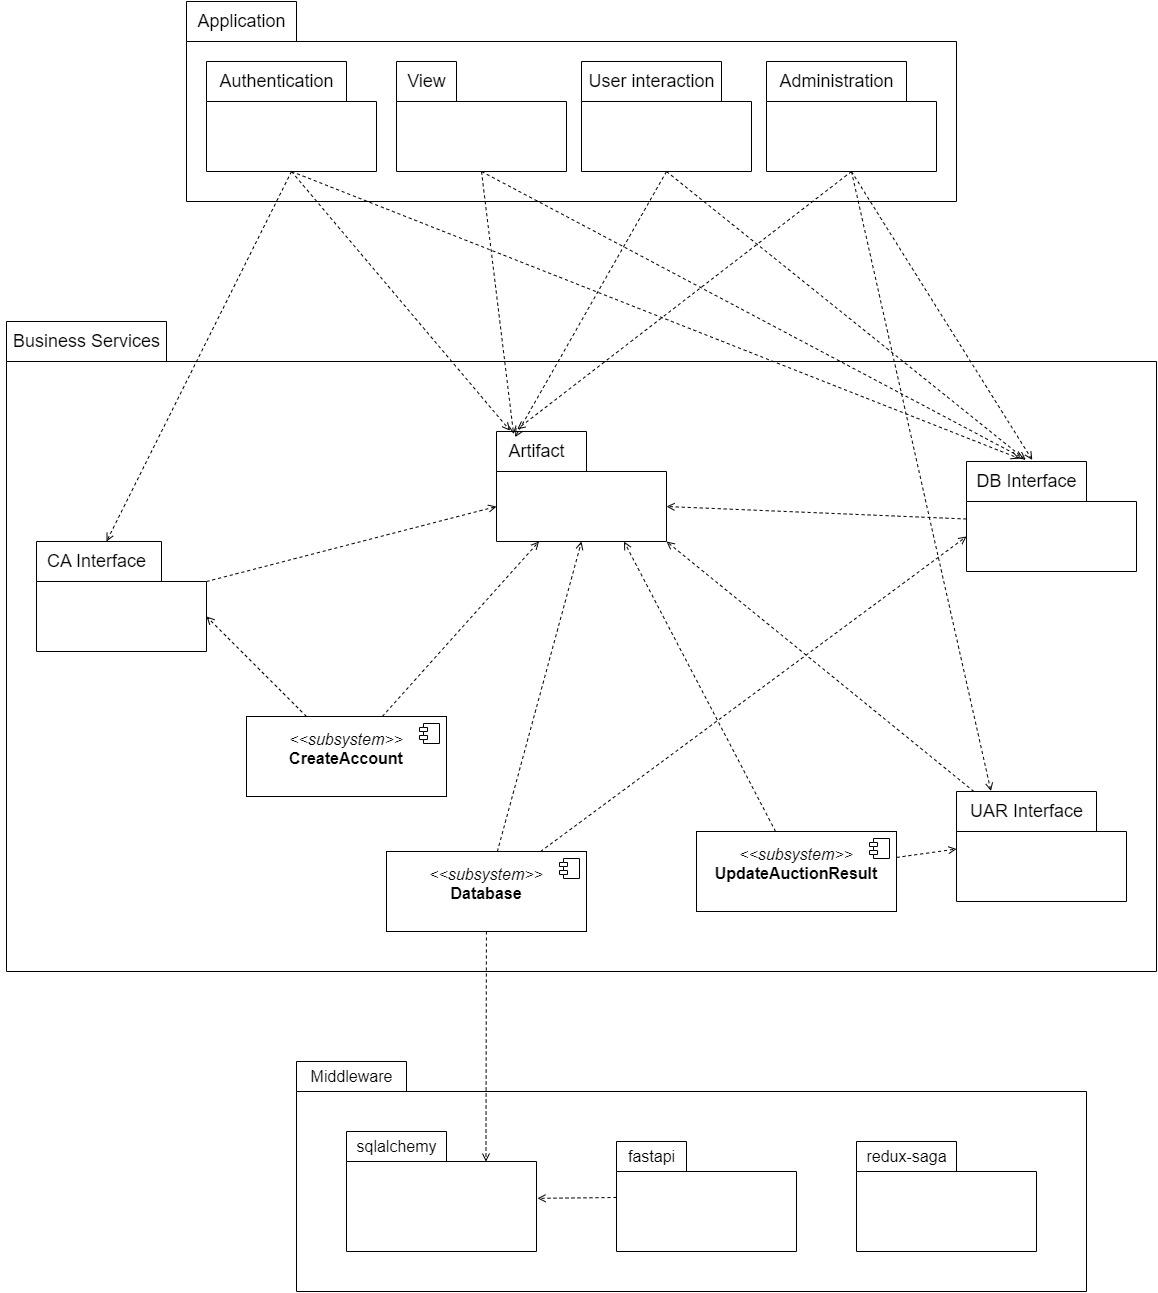 Application
Authentication
View
User interaction
Administration
Business Services
Artifact
DB Interface
CA Interface
<<subsystem>>
CreateAccount
UAR Interface
<<subsystem>>
UpdateAuctionResult
<<subsystem>>
Database
Middleware
sqlalchemy
fastapi
redux-saga